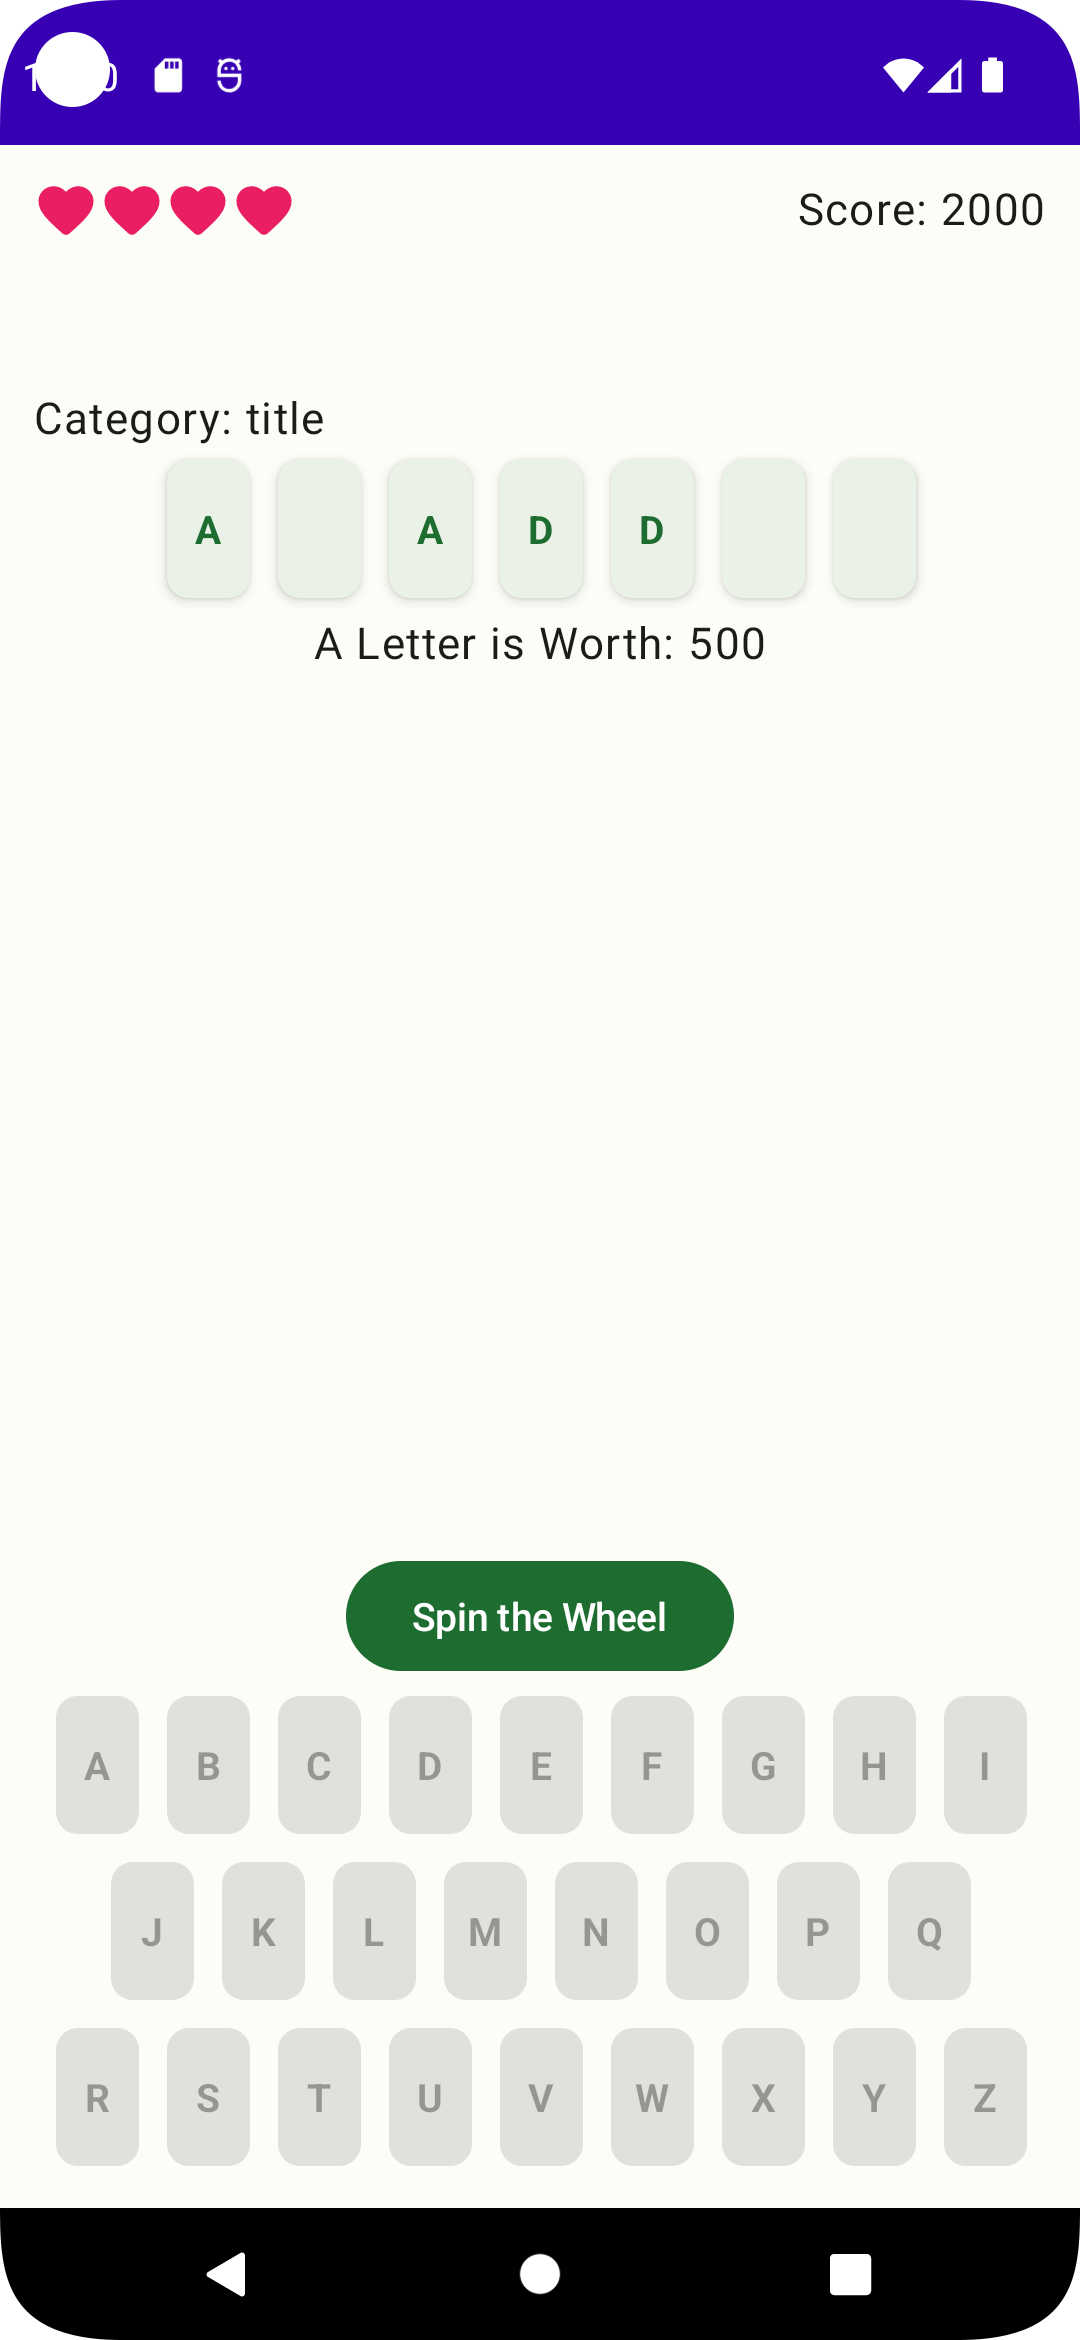 Score: 2000
Category: title
A A D D
A Letter is Worth: 500
Spin the Wheel
A B C D E F G H I
J K L M N O P Q
R S T U V W X Y Z